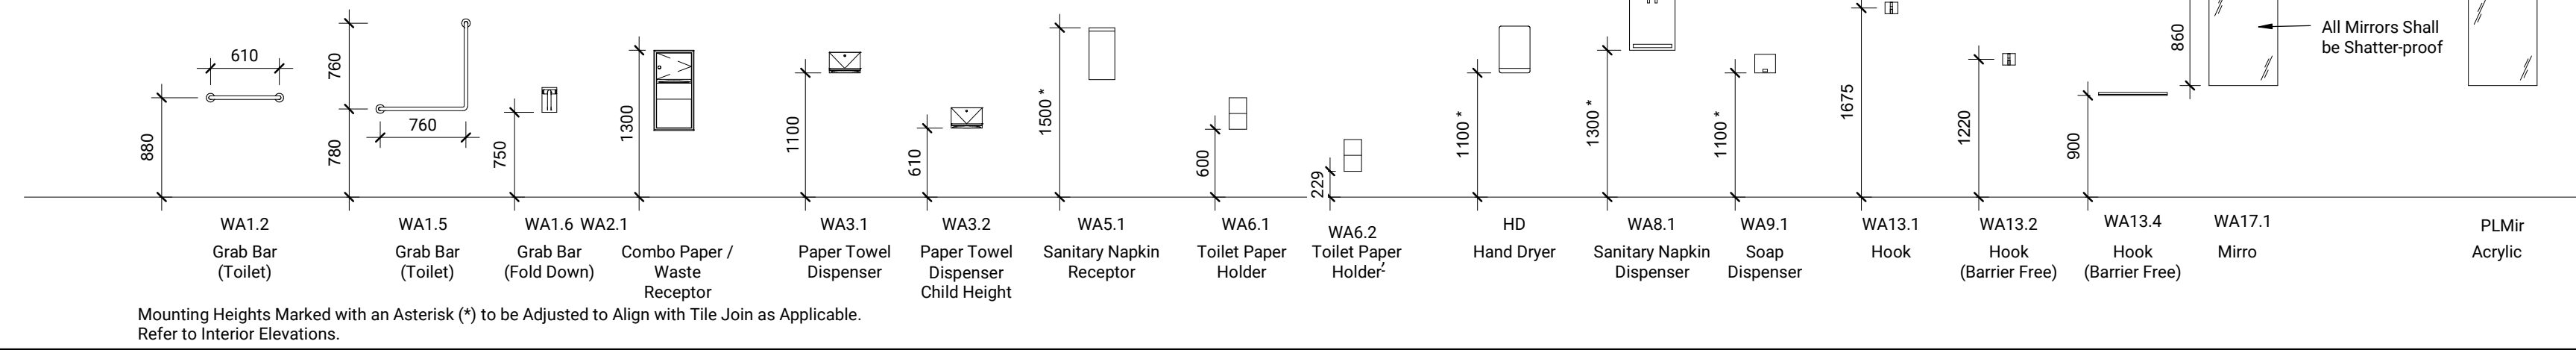 610
880
WA1.2
Grab Bar
(Toilet)
760
780
760
WA1.5
Grab Bar
(Toilet)
750
WA1.6
Grab Bar
(Fold Down)
1300
WA2.1
Combo Paper /
Waste
Receptor
1100
WA3.1
Paper Towel
Dispenser
610
WA3.2
Paper Towel
Dispenser
Child Height
1500 *
WA5.1
Sanitary Napkin
Receptor
600
WA6.1
Toilet Paper
Holder
229
WA6.2
Toilet Paper
Holder
1100 *
HD
Hand Dryer
1300 *
WA8.1
Sanitary Napkin
Dispenser
1100 *
WA9.1
Soap
Dispenser
1675
WA13.1
Hook
1220
WA13.2
Hook
(Barrier Free)
900
WA13.4
Hook
(Barrier Free)
860
WA17.1
Mirro
All Mirrors Shall
be Shatter-proof
PLMir
Acrylic
Mounting Heights Marked with an Asterisk (*) to be Adjusted to Align with Tile Join as Applicable.
Refer to Interior Elevations.